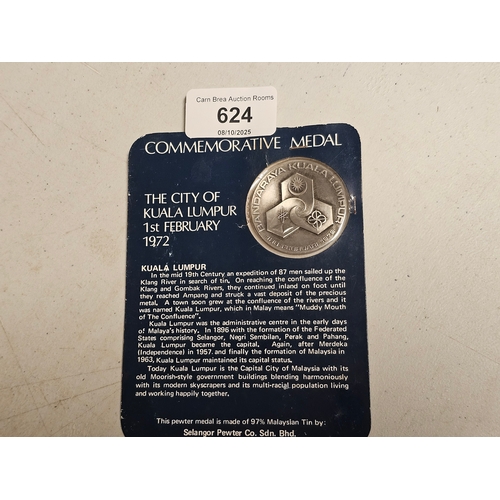 Carn Brea Auction Rooms
624
08/10/2025
COMMEMORATIVE MEDAL
BANDARAYA KUALA LUMPUR
THE CITY OF
KUALA LUMPUR
1st FEBRUARY
1972
KUALA LUMPUR
In the mid 19th Century an expedition of 87 men sailed up the
Klang River in search of tin. On reaching the confluence of the
Klang and Gombak Rivers, they continued inland on foot until
they reached Ampang and struck a vast deposit of the precious
metal. A town soon grew at the confluence of the rivers and it
was named Kuala Lumpur, which in Malay means "Muddy Mouth
of The Confluence".
Kuala Lumpur was the administrative centre in the early days
of Malaya's history. In 1896 with the formation of the Federated
States comprising Selangor, Negri Sembilan, Perak and Pahang,
Kuala Lumpur became the capital. Again, after Merdeka
(Independence) in 1957. and finally the formation of Malaysia in
1963, Kuala Lumpur maintained its capital status.
Today Kuala Lumpur is the Capital City of Malaysia with its
old Moorish-style government buildings blending harmoniously
with its modern skyscrapers and its multi-racial population living
and working happily together.
This pewter medal is made of 97% Malaysian Tin by:
Selangor Pewter Co. Sdn. Bhd.